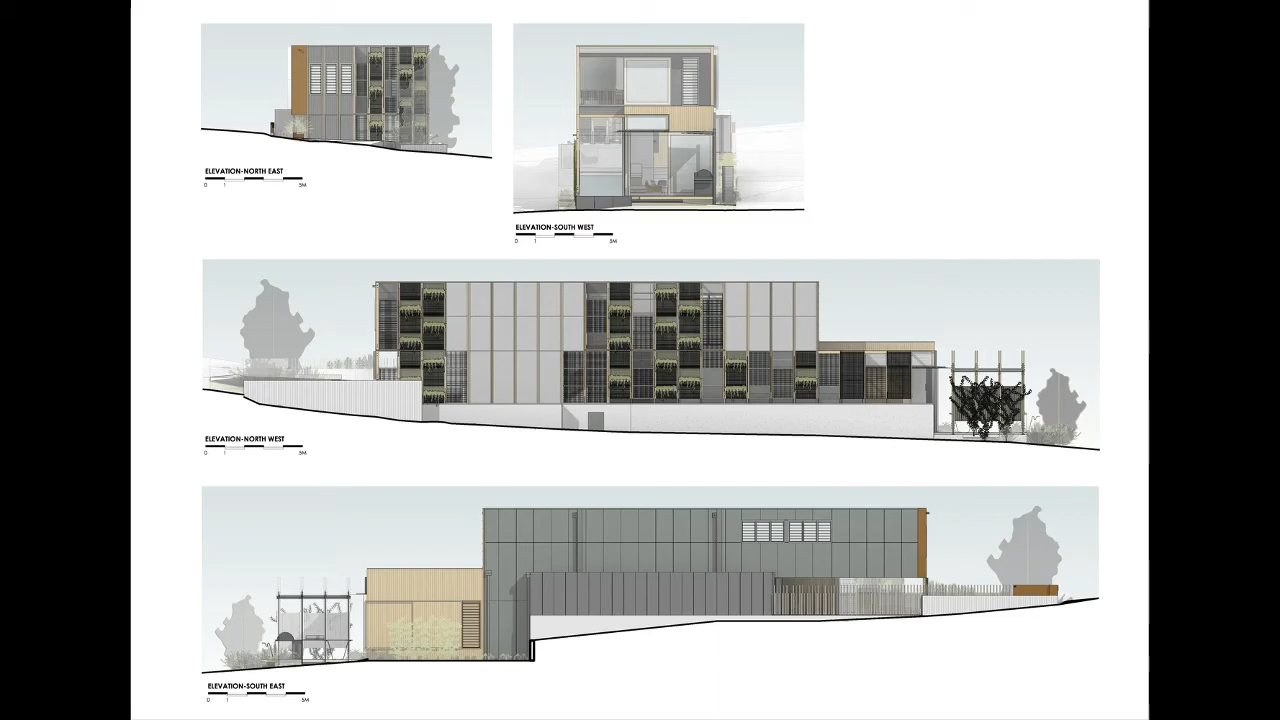 ELEVATION-NORTH EAST
0 1 5M
ELEVATION-SOUTH WEST
0 1 5M
ELEVATION-NORTH WEST
0 1 5M
ELEVATION-SOUTH EAST
0 1 5M